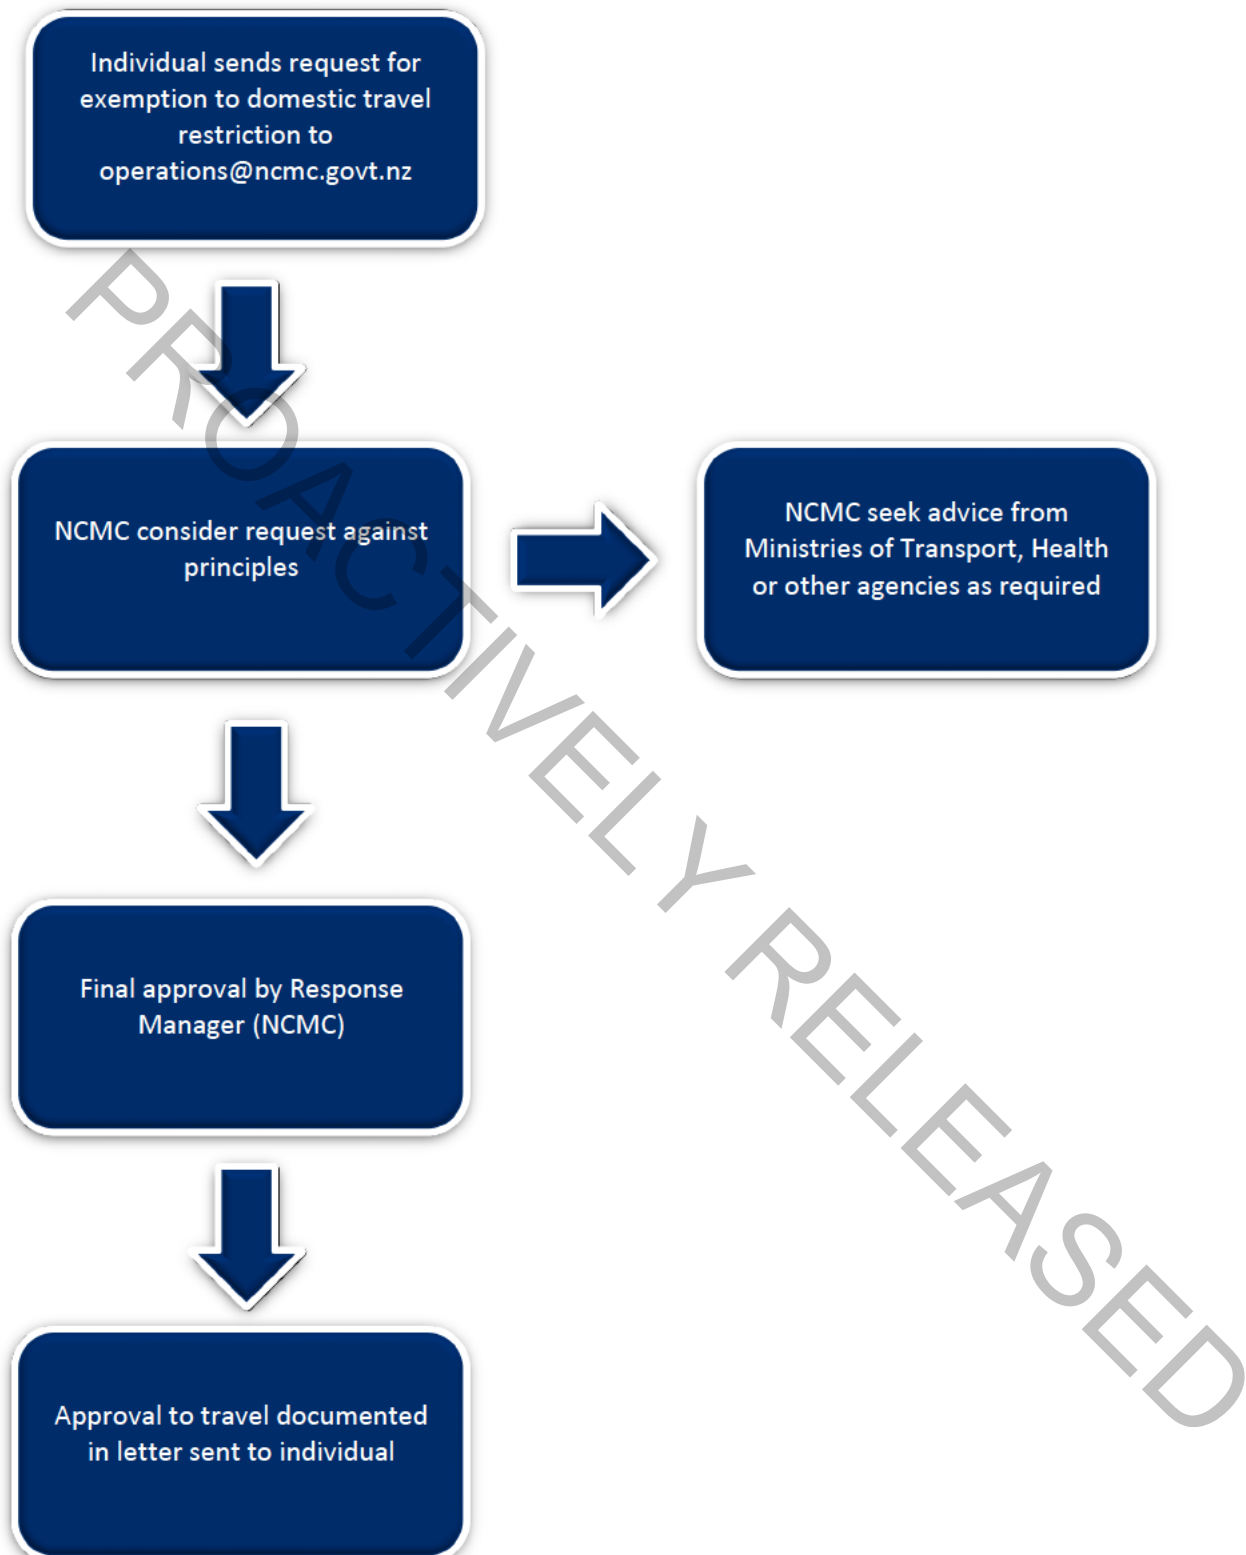 Individual sends request for
exemption to domestic travel
restriction to
operations@ncmc.govt.nz
NCMC consider request against
principles
NCMC seek advice from
Ministries of Transport, Health
or other agencies as required
Final approval by Response
Manager (NCMC)
Approval to travel documented
in letter sent to individual
PROACTIVELY RELEASED